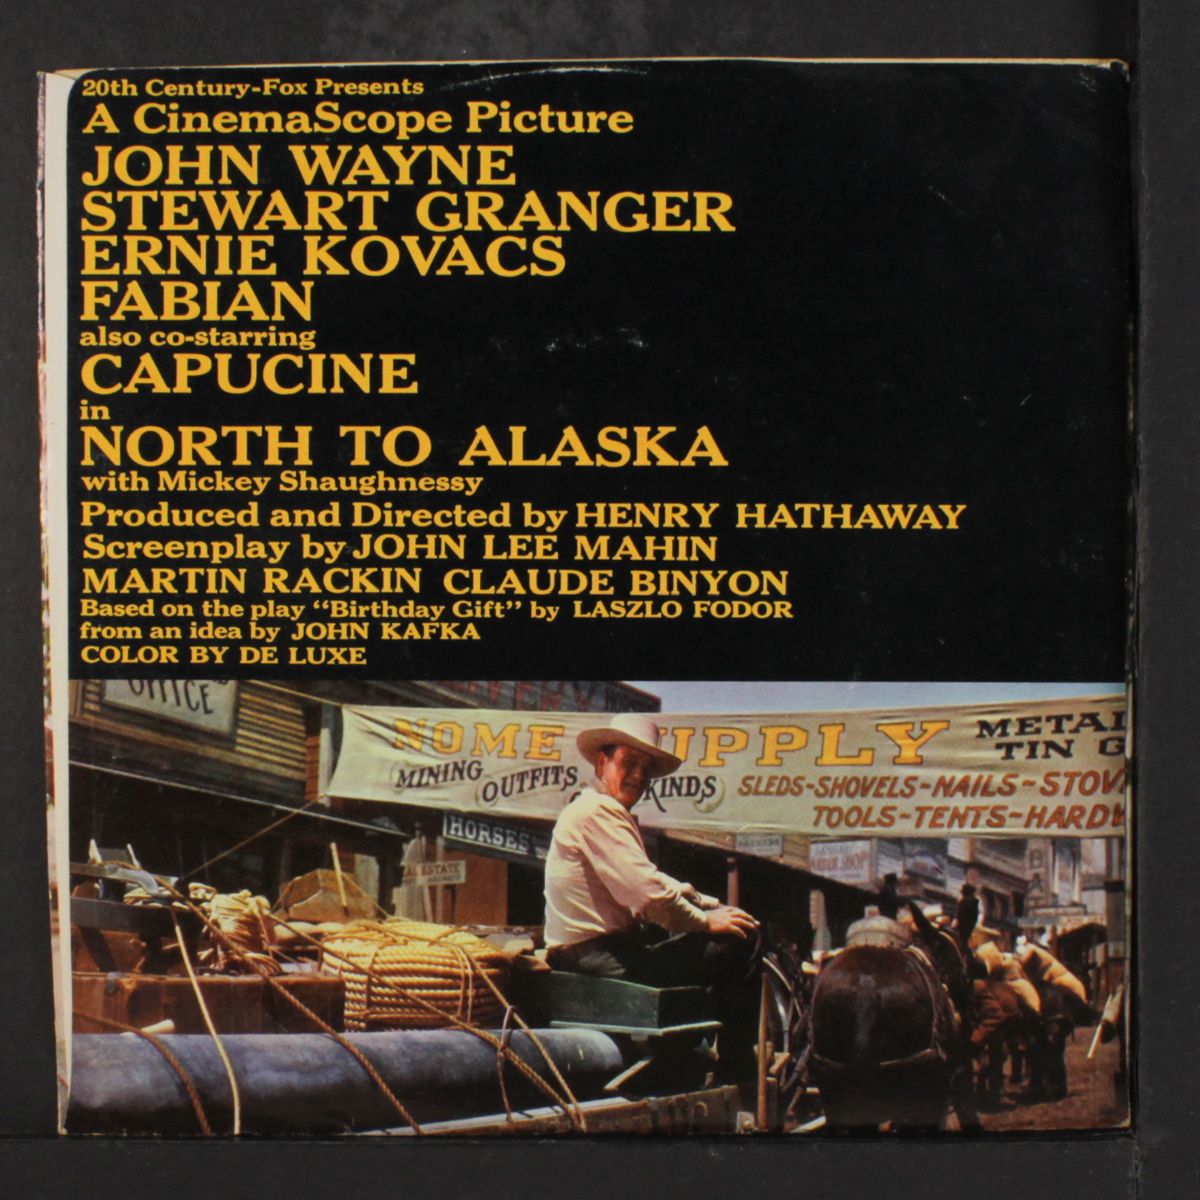 20th Century-Fox Presents
A CinemaScope Picture
JOHN WAYNE
STEWART GRANGER
ERNIE KOVACS
FABIAN
also co-starring
CAPUCINE
in
NORTH TO ALASKA
with Mickey Shaughnessy
Produced and Directed by HENRY HATHAWAY
Screenplay by JOHN LEE MAHIN
MARTIN RACKIN CLAUDE BINYON
Based on the play “Birthday Gift” by LASZLO FODOR
from an idea by JOHN KAFKA
COLOR BY DE LUXE
OFFICE
NOME UPPLY
METAL
TIN G
MINING OUTFITS KINDS
SLEDS-SHOVELS-NAILS-STOV
TOOLS-TENTS-HARDW
HORSES